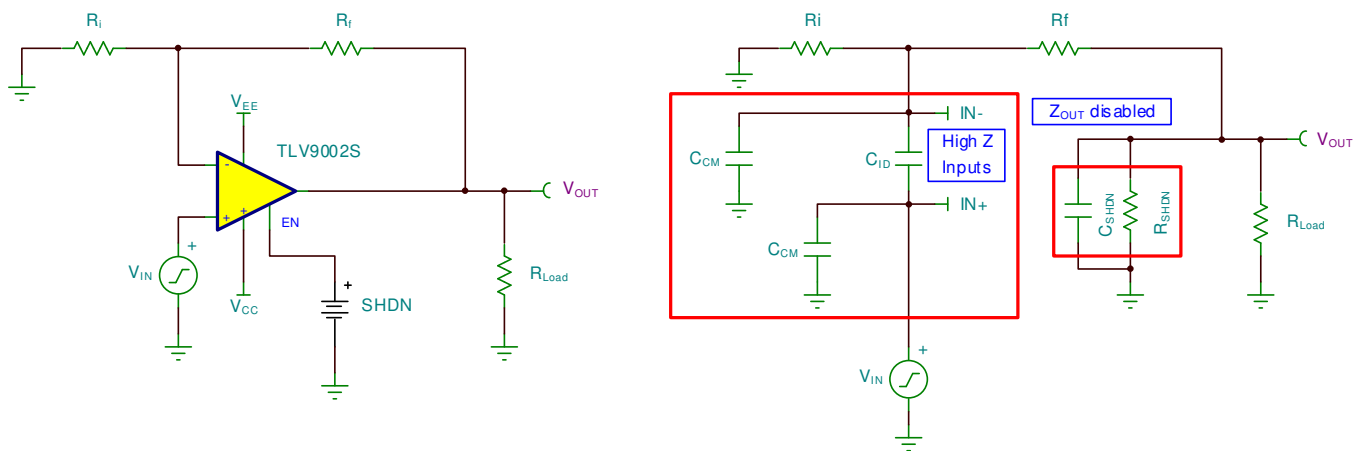 Ri
Rf
VEE
TLV9002S
-
+
+
EN
VOUT
+
VIN
VCC
+
SHDN
RLoad
Ri
Rf
IN-
ZOUT disabled
CCM
CID
High Z
Inputs
VOUT
IN+
CSHDN
RSHDN
RLoad
CCM
+
VIN